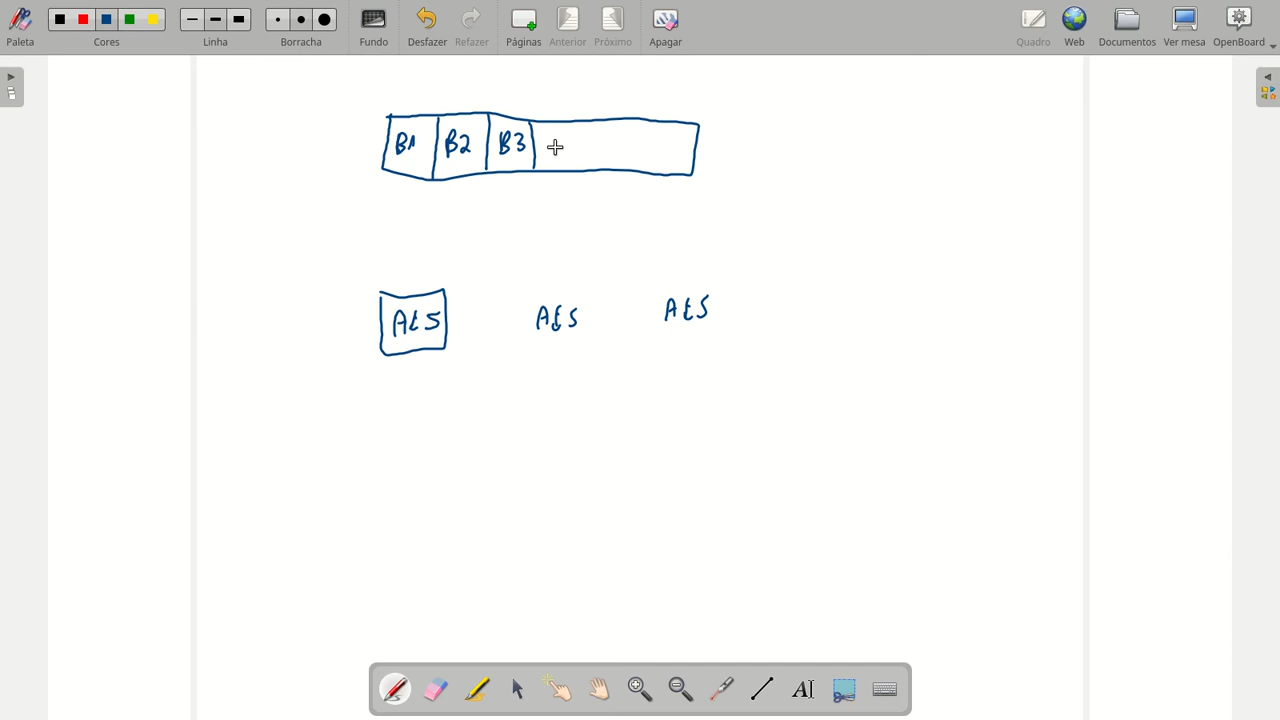 Paleta Cores Linha Borracha Fundo Desfazer Refazer Páginas Anterior Próximo Apagar Quadro Web Documentos Ver mesa OpenBoard
B1 B2 B3
AES AES AES
AI